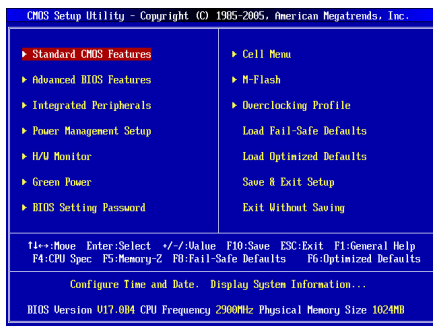 CMOS Setup Utility - Copyright (C) 1985-2005, American Megatrends, Inc.
Standard CMOS Features
Advanced BIOS Features
Integrated Peripherals
Power Management Setup
H/W Monitor
Green Power
BIOS Setting Password
Cell Menu
M-Flash
Overclocking Profile
Load Fail-Safe Defaults
Load Optimized Defaults
Save & Exit Setup
Exit Without Saving
↑↓←→:Move Enter:Select +/-/:Value F10:Save ESC:Exit F1:General Help
F4:CPU Spec F5:Memory-Z F8:Fail-Safe Defaults F6:Optimized Defaults
Configure Time and Date. Display System Information...
BIOS Version V17.0B4 CPU Frequency 2900MHz Physical Memory Size 1024MB